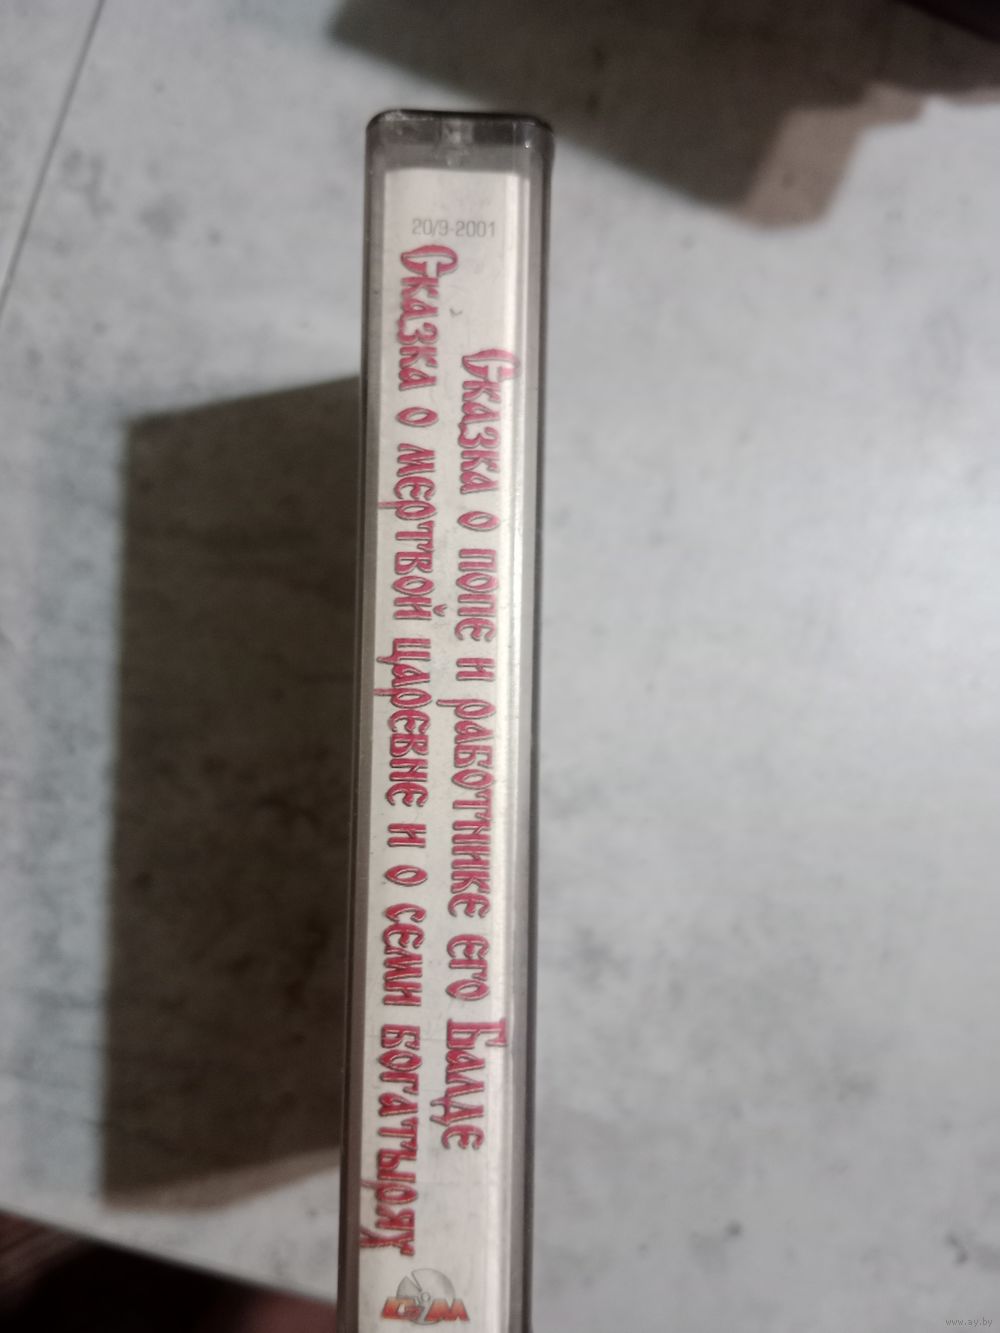 20/9-2001
Сказка о попе и работнике его Балде
Сказка о мертвой царевне и о семи богатырях
www.ay.by